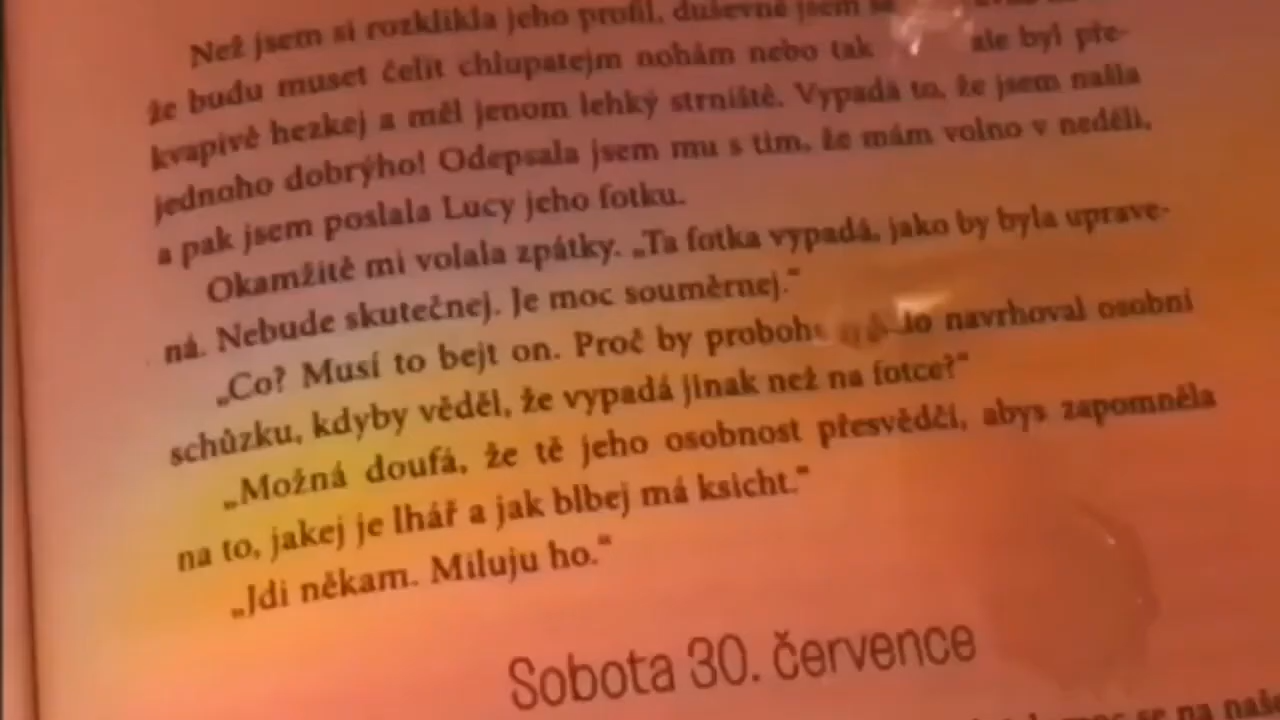 Než jsem si rozklikla jeho profil, duševně jsem se
že budu muset čelit chlupatejm nohám nebo tak ale byl pře-
kvapivě hezkej a měl jenom lehký strniště. Vypadá to, že jsem našla
jednoho dobrýho! Odepsala jsem mu s tím, že mám volno v neděli,
a pak jsem poslala Lucy jeho fotku.
Okamžitě mi volala zpátky. „Ta fotka vypadá, jako by byla uprave-
ná. Nebude skutečnej. Je moc souměrnej.“
„Co? Musí to bejt on. Proč by navrhoval osobní
schůzku, kdyby věděl, že vypadá jinak než na fotce?“
„Možná doufá, že tě jeho osobnost přesvědčí, abys zapomněla
na to, jakej je lhář a jak blbej má ksicht.“
„Jdi někam. Miluju ho.“
Sobota 30. července
se na naše